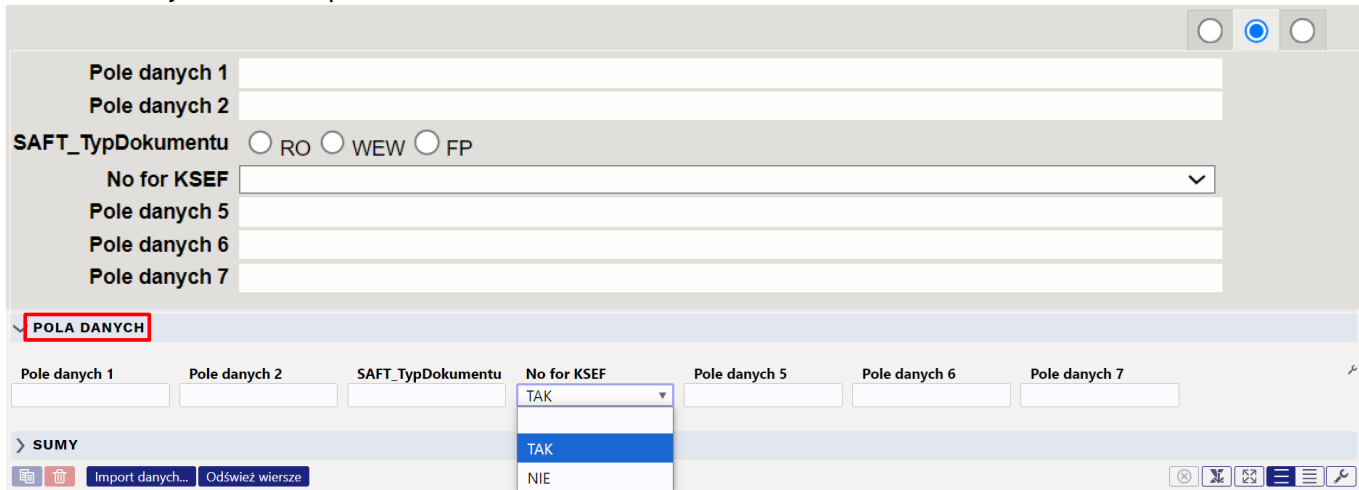 Pole danych 1
Pole danych 2
SAFT_TypDokumentu RO WEW FP
No for KSEF
Pole danych 5
Pole danych 6
Pole danych 7
POLA DANYCH
Pole danych 1 Pole danych 2 SAFT_TypDokumentu No for KSEF Pole danych 5 Pole danych 6 Pole danych 7
TAK
SUMY
TAK
Import danych... Odśwież wiersze
NIE